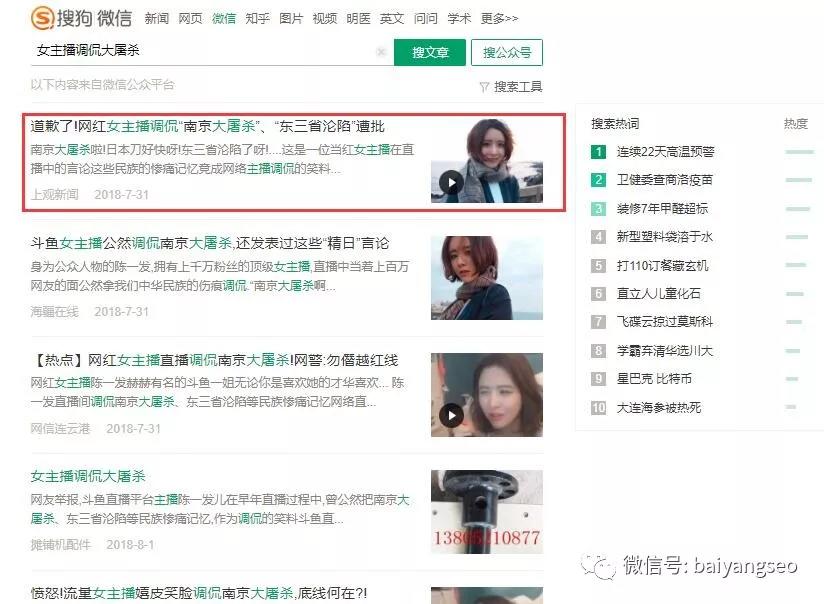 搜狗 微信 新闻 网页 微信 知乎 图片 视频 明医 英文 问问 学术 更多>>
女主播调侃大屠杀 × 搜文章 搜公众号
以下内容来自微信公众平台 搜索工具
道歉了!网红女主播调侃“南京大屠杀”、“东三省沦陷”遭批
南京大屠杀啦!日本刀好快呀!东三省沦陷了呀!....这是一位当红女主播在直
播中的言论这些民族的惨痛记忆竟成网络主播调侃的笑料...
上观新闻 2018-7-31
斗鱼女主播公然调侃南京大屠杀,还发表过这些“精日”言论
身为公众人物的陈一发,拥有上千万粉丝的顶级女主播,直播中当着上百万
网友的面公然拿我们中华民族的伤痕调侃.“南京大屠杀啊...
海疆在线 2018-7-31
【热点】网红女主播直播调侃南京大屠杀!网警:勿僭越红线
网红女主播陈一发赫赫有名的斗鱼一姐无论你是喜欢她的才华喜欢... 陈
一发直播间调侃南京大屠杀、东三省沦陷等民族惨痛记忆网络直...
网信连云港 2018-7-31
女主播调侃大屠杀
网友举报,斗鱼直播平台主播陈一发儿在早年直播过程中,曾公然把南京大
屠杀、东三省沦陷等民族惨痛记忆,作为调侃的笑料斗鱼直...
摊铺机配件 2018-8-1
愤怒!流量女主播嬉皮笑脸调侃南京大屠杀,底线何在?!
搜索热词 热度
1 连续22天高温预警
2 卫健委查商洛疫苗
3 装修7年甲醛超标
4 新型塑料袋溶于水
5 打110订餐藏玄机
6 直立人儿童化石
7 飞碟云掠过莫斯科
8 学霸弃清华选川大
9 星巴克 比特币
10 大连海参被热死
微信号: baiyangseo